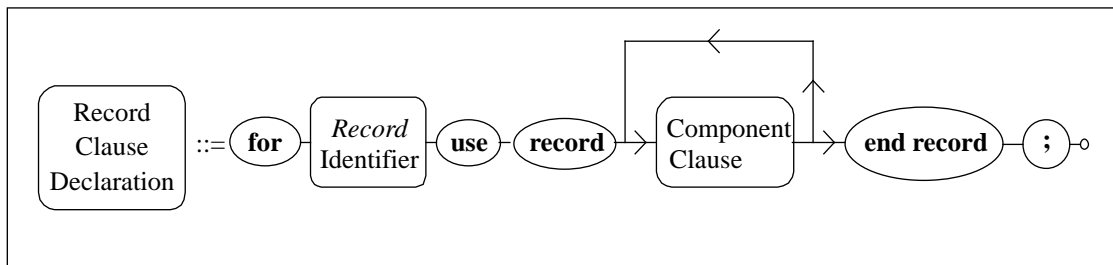 Record
Clause
Declaration
::=
for
Record
Identifier
use
record
Component
Clause
end record
;